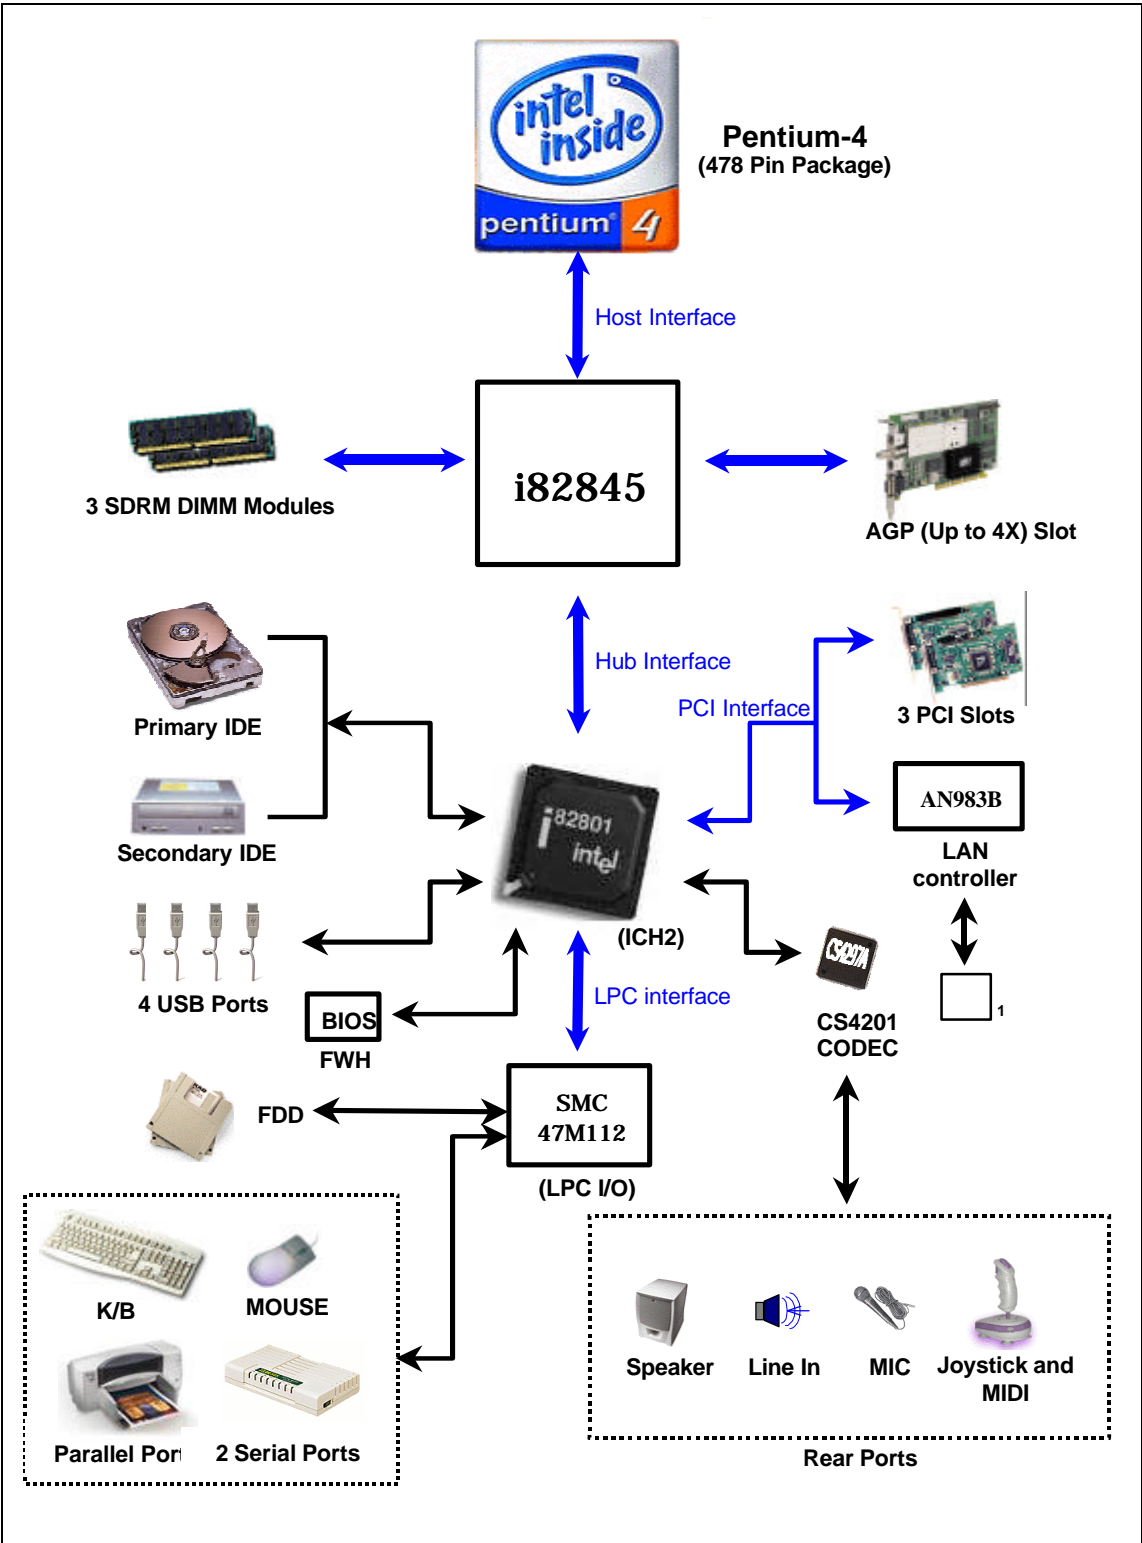 intel
inside
pentium® 4
Pentium-4
(478 Pin Package)
Host Interface
i82845
3 SDRM DIMM Modules
AGP (Up to 4X) Slot
Hub Interface
PCI Interface
Primary IDE
3 PCI Slots
Secondary IDE
i82801
intel
(ICH2)
AN983B
LAN
controller
1
4 USB Ports
BIOS
FWH
LPC interface
CS4297A
CS4201
CODEC
FDD
SMC
47M112
(LPC I/O)
K/B
MOUSE
Parallel Por
2 Serial Ports
Speaker
Line In
MIC
Joystick and
MIDI
Rear Ports